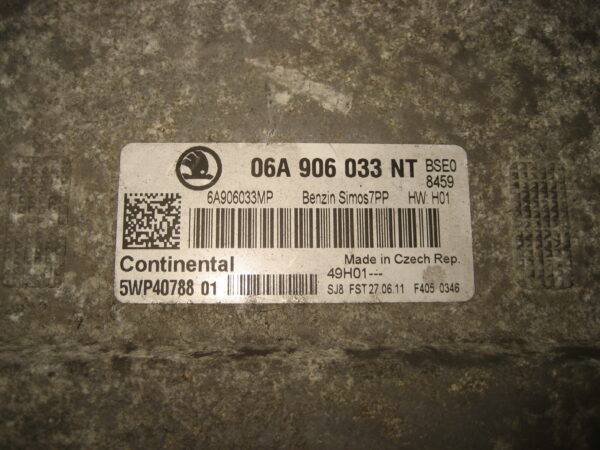 06A 906 033 NT BSE0
8459
6A906033MP Benzin Simos7PP HW: H01
Continental Made in Czech Rep.
49H01---
5WP40788 01 SJ8 FST 27.06.11 F405 0346